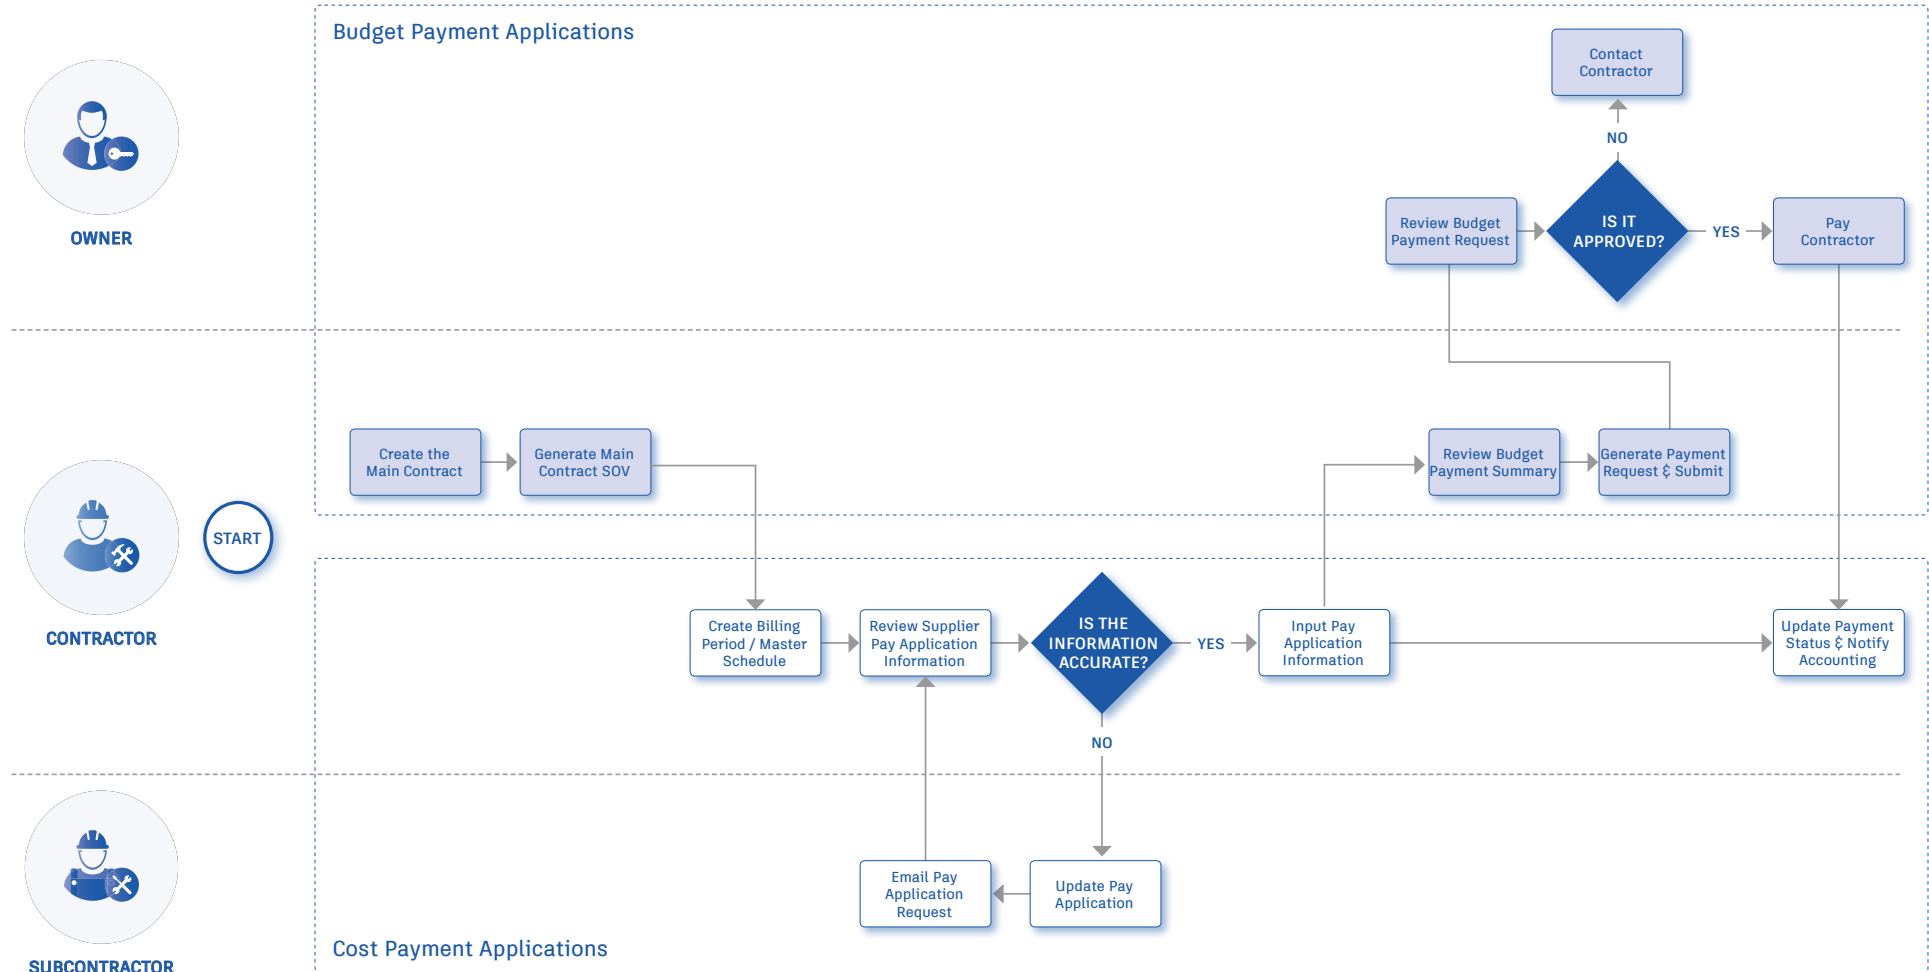 Budget Payment Applications
Contact
Contractor
NO
Review Budget
Payment Request
IS IT
APPROVED?
YES
Pay
Contractor
OWNER
Create the
Main Contract
Generate Main
Contract SOV
Review Budget
Payment Summary
Generate Payment
Request & Submit
START
CONTRACTOR
Create Billing
Period / Master
Schedule
Review Supplier
Pay Application
Information
IS THE
INFORMATION
ACCURATE?
YES
Input Pay
Application
Information
Update Payment
Status & Notify
Accounting
NO
Email Pay
Application
Request
Update Pay
Application
Cost Payment Applications
SUBCONTRACTOR